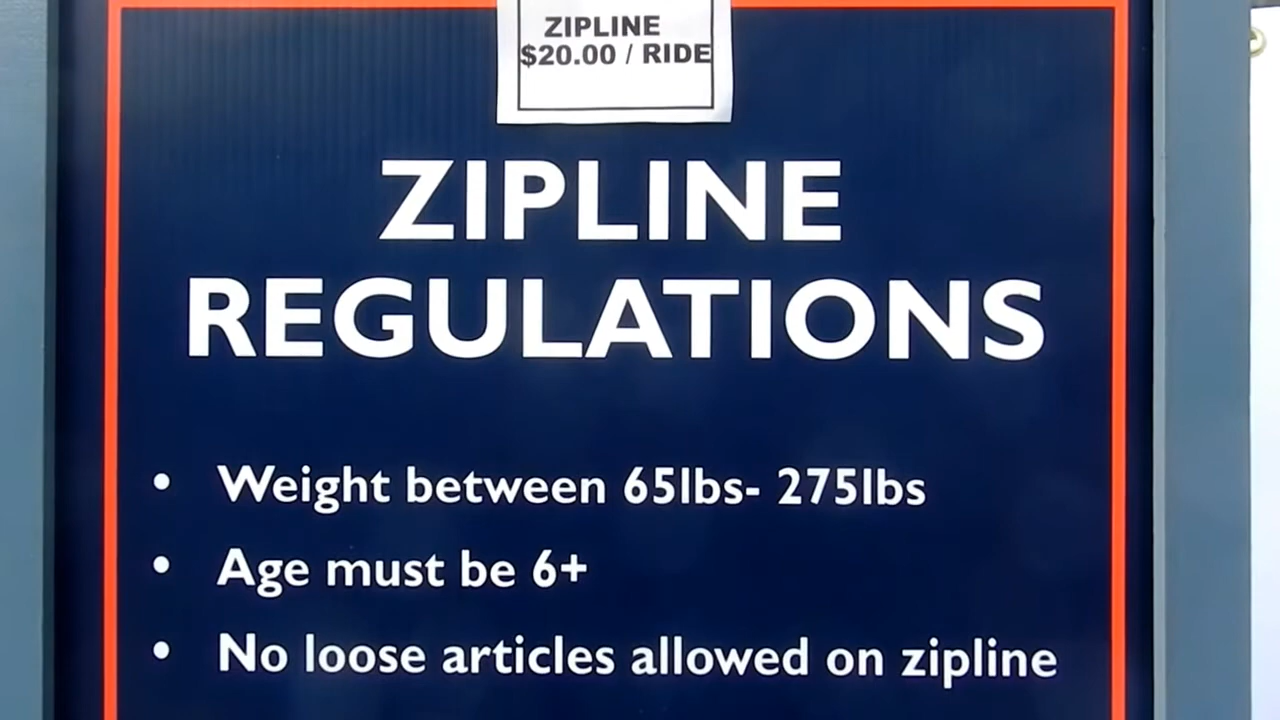 ZIPLINE
$20.00 / RIDE
ZIPLINE
REGULATIONS
• Weight between 65lbs- 275lbs
• Age must be 6+
• No loose articles allowed on zipline